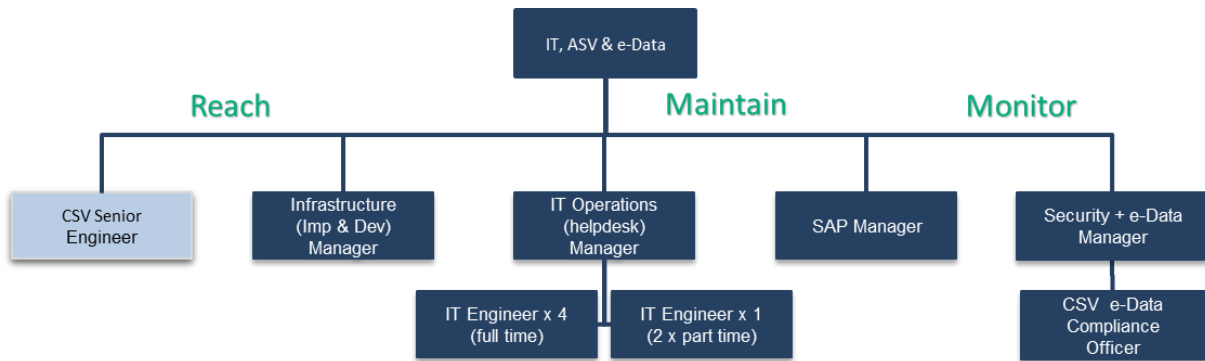 IT, ASV & e-Data
Reach
Maintain
Monitor
CSV Senior
Engineer
Infrastructure
(Imp & Dev)
Manager
IT Operations
(helpdesk)
Manager
SAP Manager
Security + e-Data
Manager
IT Engineer x 4
(full time)
IT Engineer x 1
(2 x part time)
CSV e-Data
Compliance
Officer